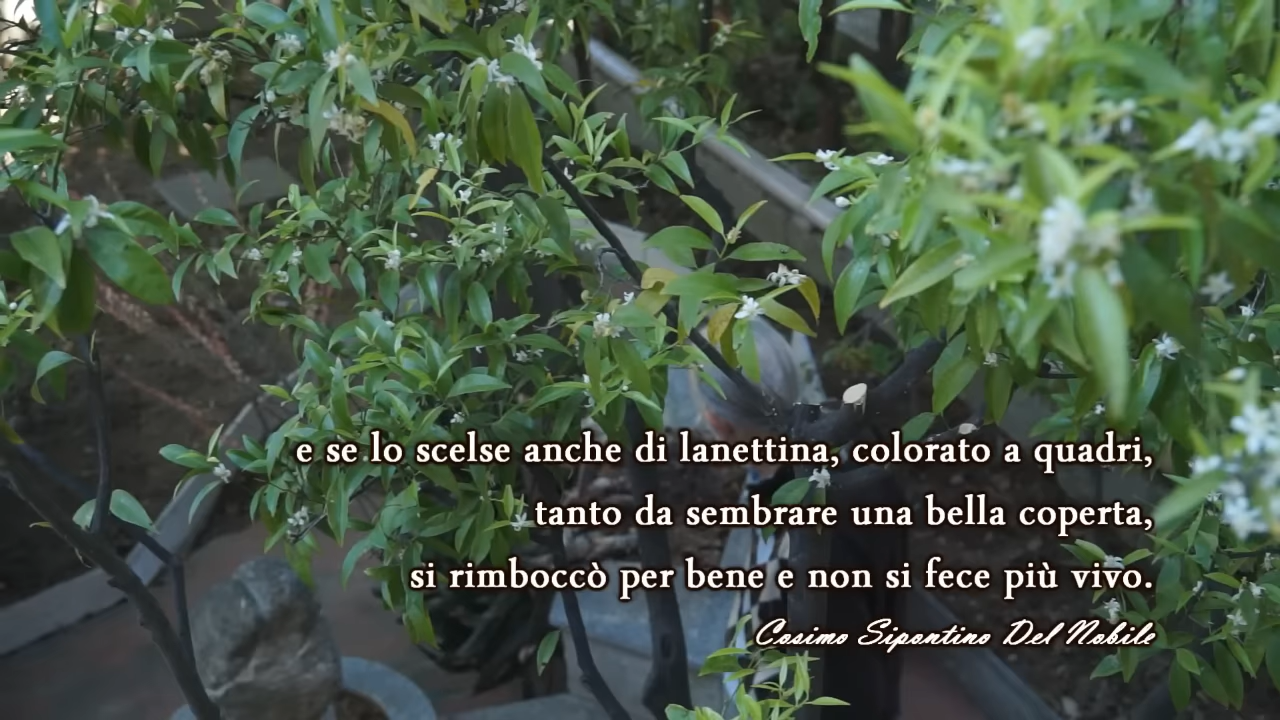 e se lo scelse anche di lanettina, colorato a quadri,
tanto da sembrare una bella coperta,
si rimboccò per bene e non si fece più vivo.
Cosimo Sipontino Del Nobile